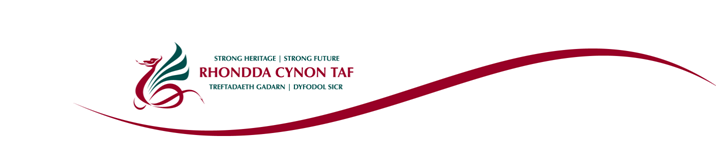 STRONG HERITAGE | STRONG FUTURE
RHONDDA CYNON TAF
TREFTADAETH GADARN | DYFODOL SICR